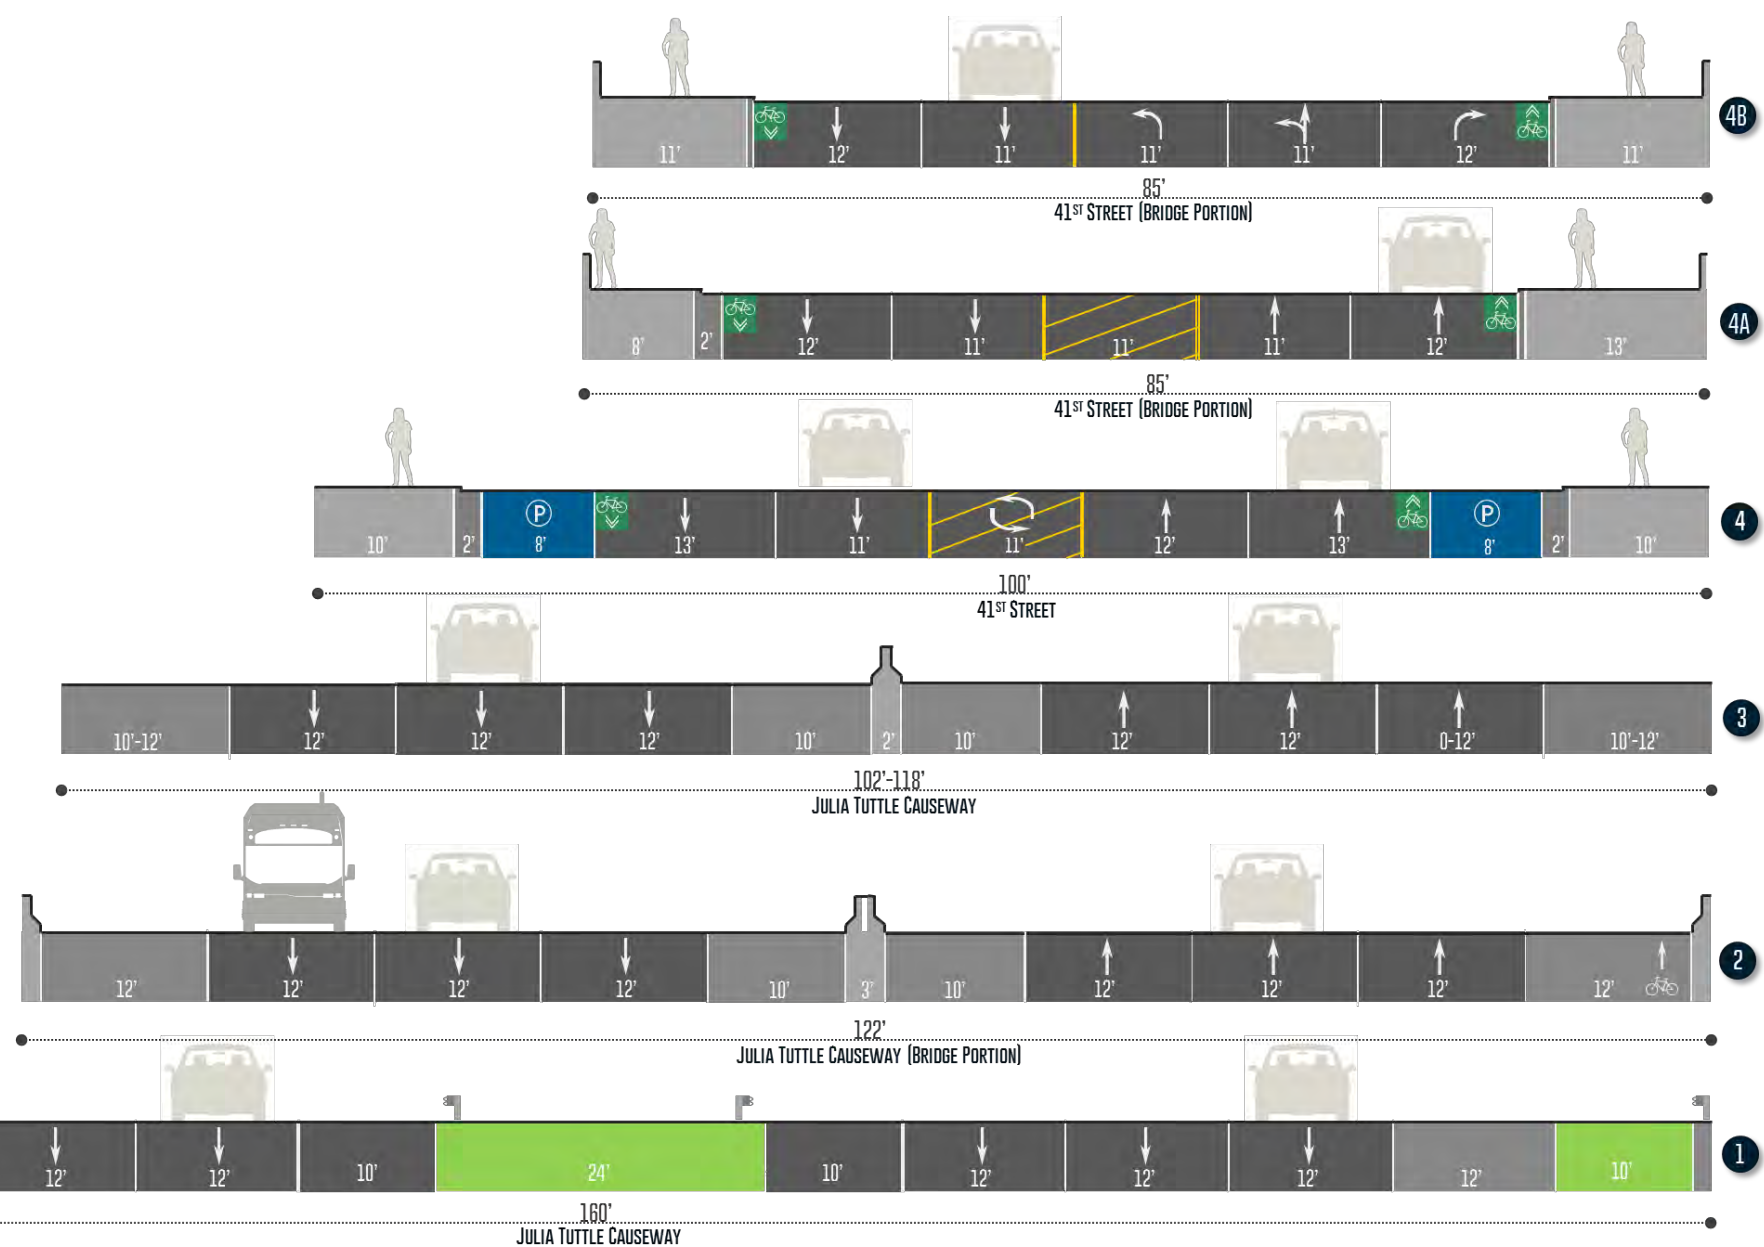 11' 12' 11' 11' 11' 12' 11' 4B
85'
41ST STREET (BRIDGE PORTION)
8' 2' 12' 11' 11' 11' 12' 13' 4A
85'
41ST STREET (BRIDGE PORTION)
P P
10' 2' 8' 13' 11' 11' 12' 13' 8' 2' 10' 4
100'
41ST STREET
10'-12' 12' 12' 12' 10' 2' 10' 12' 12' 0-12' 10'-12' 3
102'-118'
JULIA TUTTLE CAUSEWAY
12' 12' 12' 12' 10' 3' 10' 12' 12' 12' 12' 2
122'
JULIA TUTTLE CAUSEWAY (BRIDGE PORTION)
12' 12' 10' 24' 10' 12' 12' 12' 12' 10' 1
160'
JULIA TUTTLE CAUSEWAY